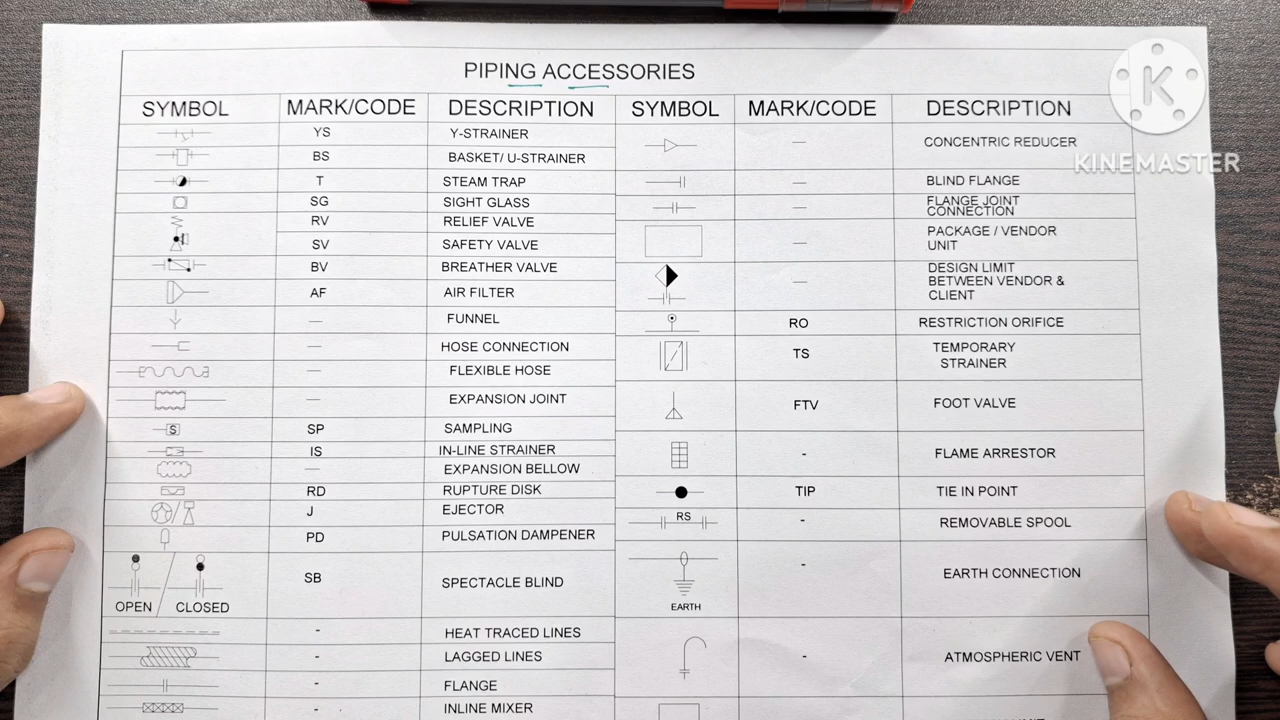 PIPING ACCESSORIES
SYMBOL MARK/CODE DESCRIPTION SYMBOL MARK/CODE DESCRIPTION
YS Y-STRAINER
BS BASKET/ U-STRAINER
T STEAM TRAP
SG SIGHT GLASS
RV RELIEF VALVE
SV SAFETY VALVE
BV BREATHER VALVE
AF AIR FILTER
— FUNNEL
— HOSE CONNECTION
— FLEXIBLE HOSE
— EXPANSION JOINT
S SP SAMPLING
IS IN-LINE STRAINER
— EXPANSION BELLOW
RD RUPTURE DISK
J EJECTOR
PD PULSATION DAMPENER
OPEN / CLOSED SB SPECTACLE BLIND
- HEAT TRACED LINES
- LAGGED LINES
- FLANGE
- INLINE MIXER
— CONCENTRIC REDUCER
— BLIND FLANGE
— FLANGE JOINT
CONNECTION
— PACKAGE / VENDOR
UNIT
— DESIGN LIMIT
BETWEEN VENDOR &
CLIENT
RO RESTRICTION ORIFICE
TS TEMPORARY
STRAINER
FTV FOOT VALVE
- FLAME ARRESTOR
TIP TIE IN POINT
RS - REMOVABLE SPOOL
- EARTH CONNECTION
EARTH
- ATMOSPHERIC VENT
K
KINEMASTER